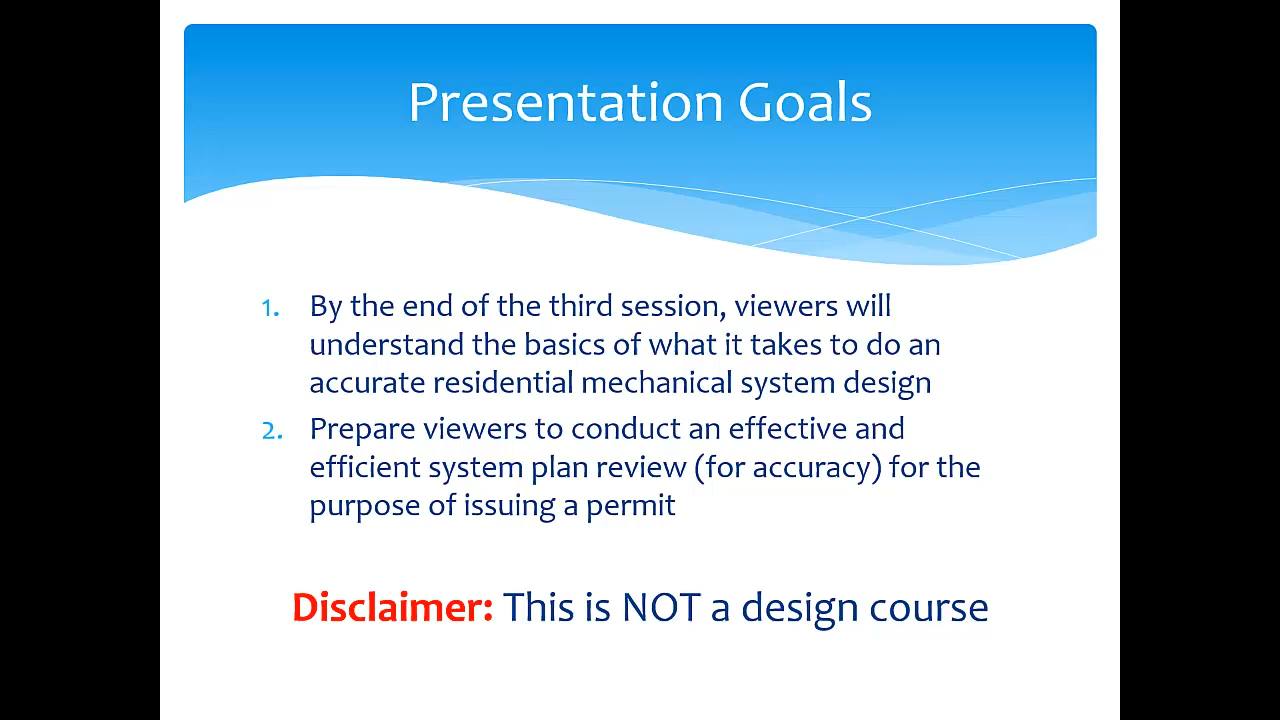 Presentation Goals
1. By the end of the third session, viewers will
understand the basics of what it takes to do an
accurate residential mechanical system design
2. Prepare viewers to conduct an effective and
efficient system plan review (for accuracy) for the
purpose of issuing a permit
Disclaimer: This is NOT a design course